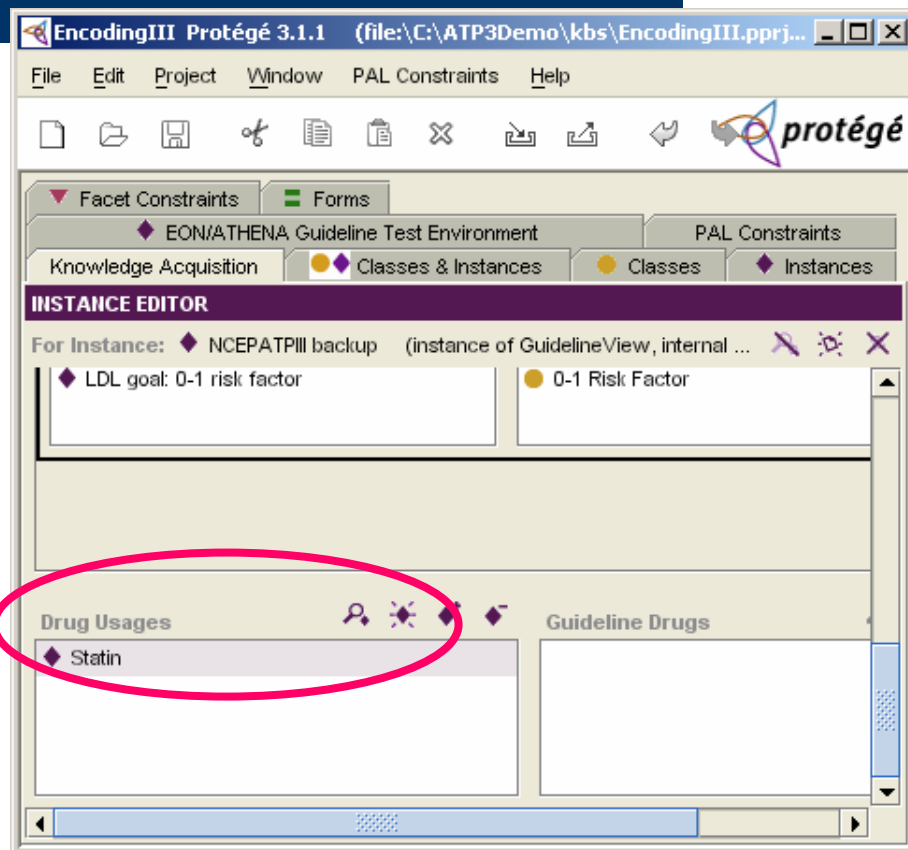 EncodingIII Protégé 3.1.1 (file:\C:\ATP3Demo\kbs\EncodingIII.pprj...
File Edit Project Window PAL Constraints Help
protégé
Facet Constraints Forms
EON/ATHENA Guideline Test Environment PAL Constraints
Knowledge Acquisition Classes & Instances Classes Instances
INSTANCE EDITOR
For Instance: NCEPATPIII backup (instance of GuidelineView, internal ...
LDL goal: 0-1 risk factor 0-1 Risk Factor
Drug Usages Guideline Drugs
Statin